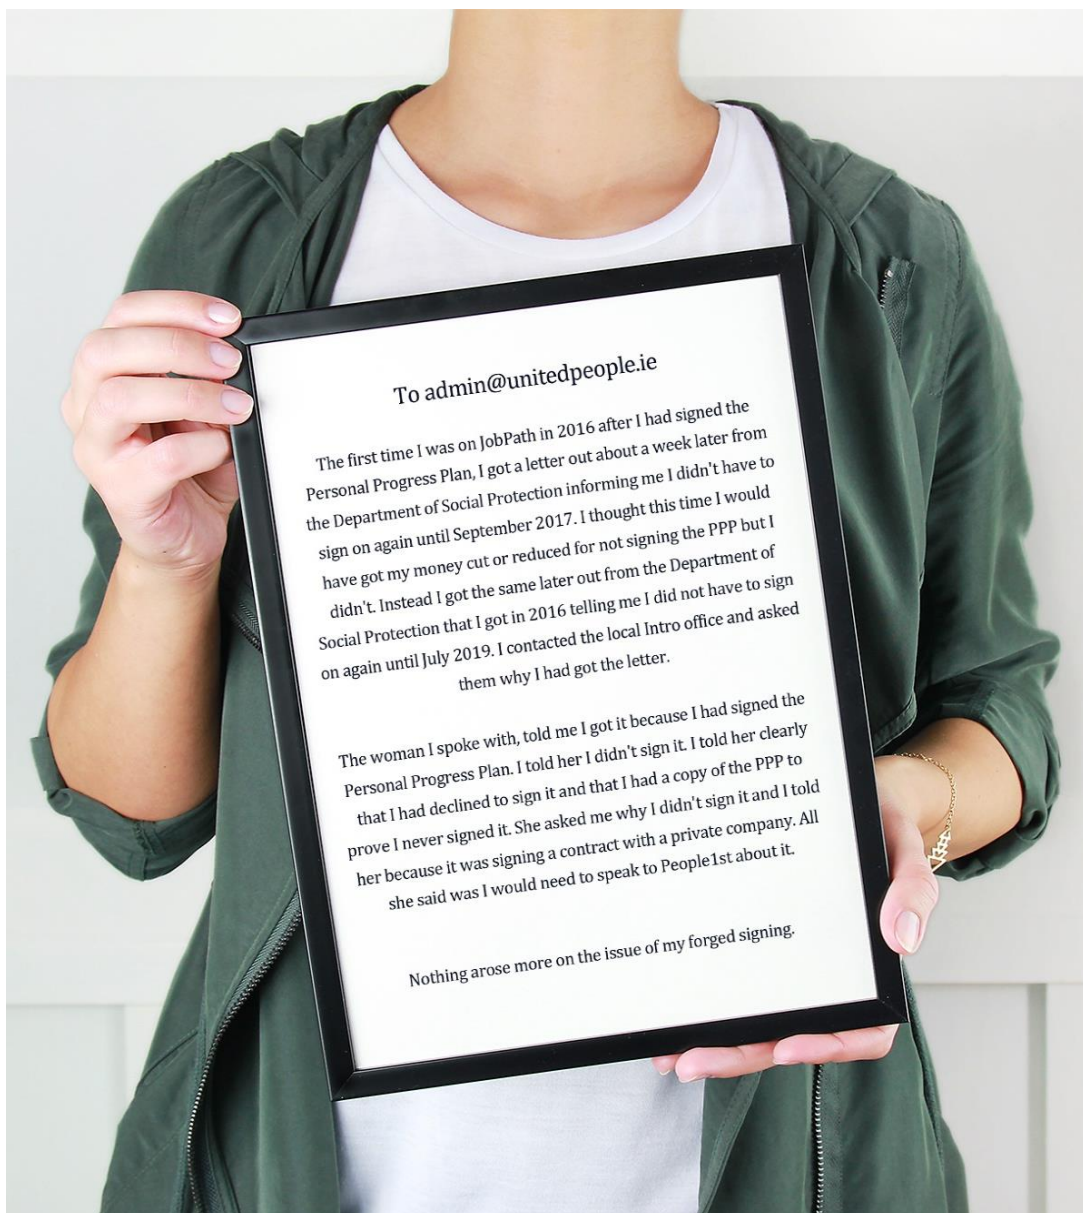 To admin@unitedpeople.ie
The first time I was on JobPath in 2016 after I had signed the
Personal Progress Plan, I got a letter out about a week later from
the Department of Social Protection informing me I didn't have to
sign on again until September 2017. I thought this time I would
have got my money cut or reduced for not signing the PPP but I
didn't. Instead I got the same later out from the Department of
Social Protection that I got in 2016 telling me I did not have to sign
on again until July 2019. I contacted the local Intro office and asked
them why I had got the letter.
The woman I spoke with, told me I got it because I had signed the
Personal Progress Plan. I told her I didn't sign it. I told her clearly
that I had declined to sign it and that I had a copy of the PPP to
prove I never signed it. She asked me why I didn't sign it and I told
her because it was signing a contract with a private company. All
she said was I would need to speak to People1st about it.
Nothing arose more on the issue of my forged signing.